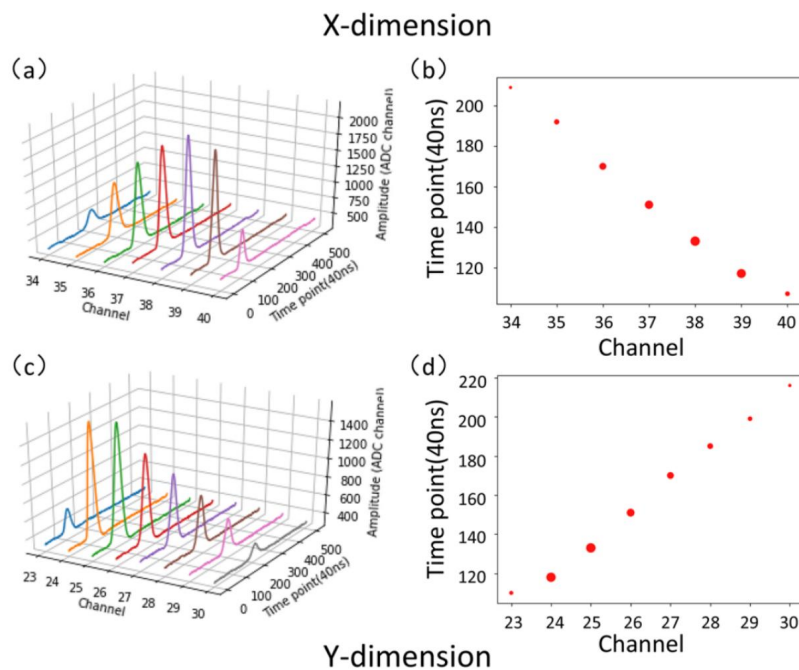 X-dimension
(a)
2000
1750
1500
1250
1000
750
500
Amplitude (ADC channel)
34 35 36 37 38 39 40
Channel
0 100 200 300 400 500
Time point(40ns)
(b)
200
180
160
140
120
Time point(40ns)
34 35 36 37 38 39 40
Channel
(c)
1400
1200
1000
800
600
400
Amplitude (ADC channel)
23 24 25 26 27 28 29 30
Channel
0 100 200 300 400 500
Time point(40ns)
(d)
220
200
180
160
140
120
Time point(40ns)
23 24 25 26 27 28 29 30
Channel
Y-dimension